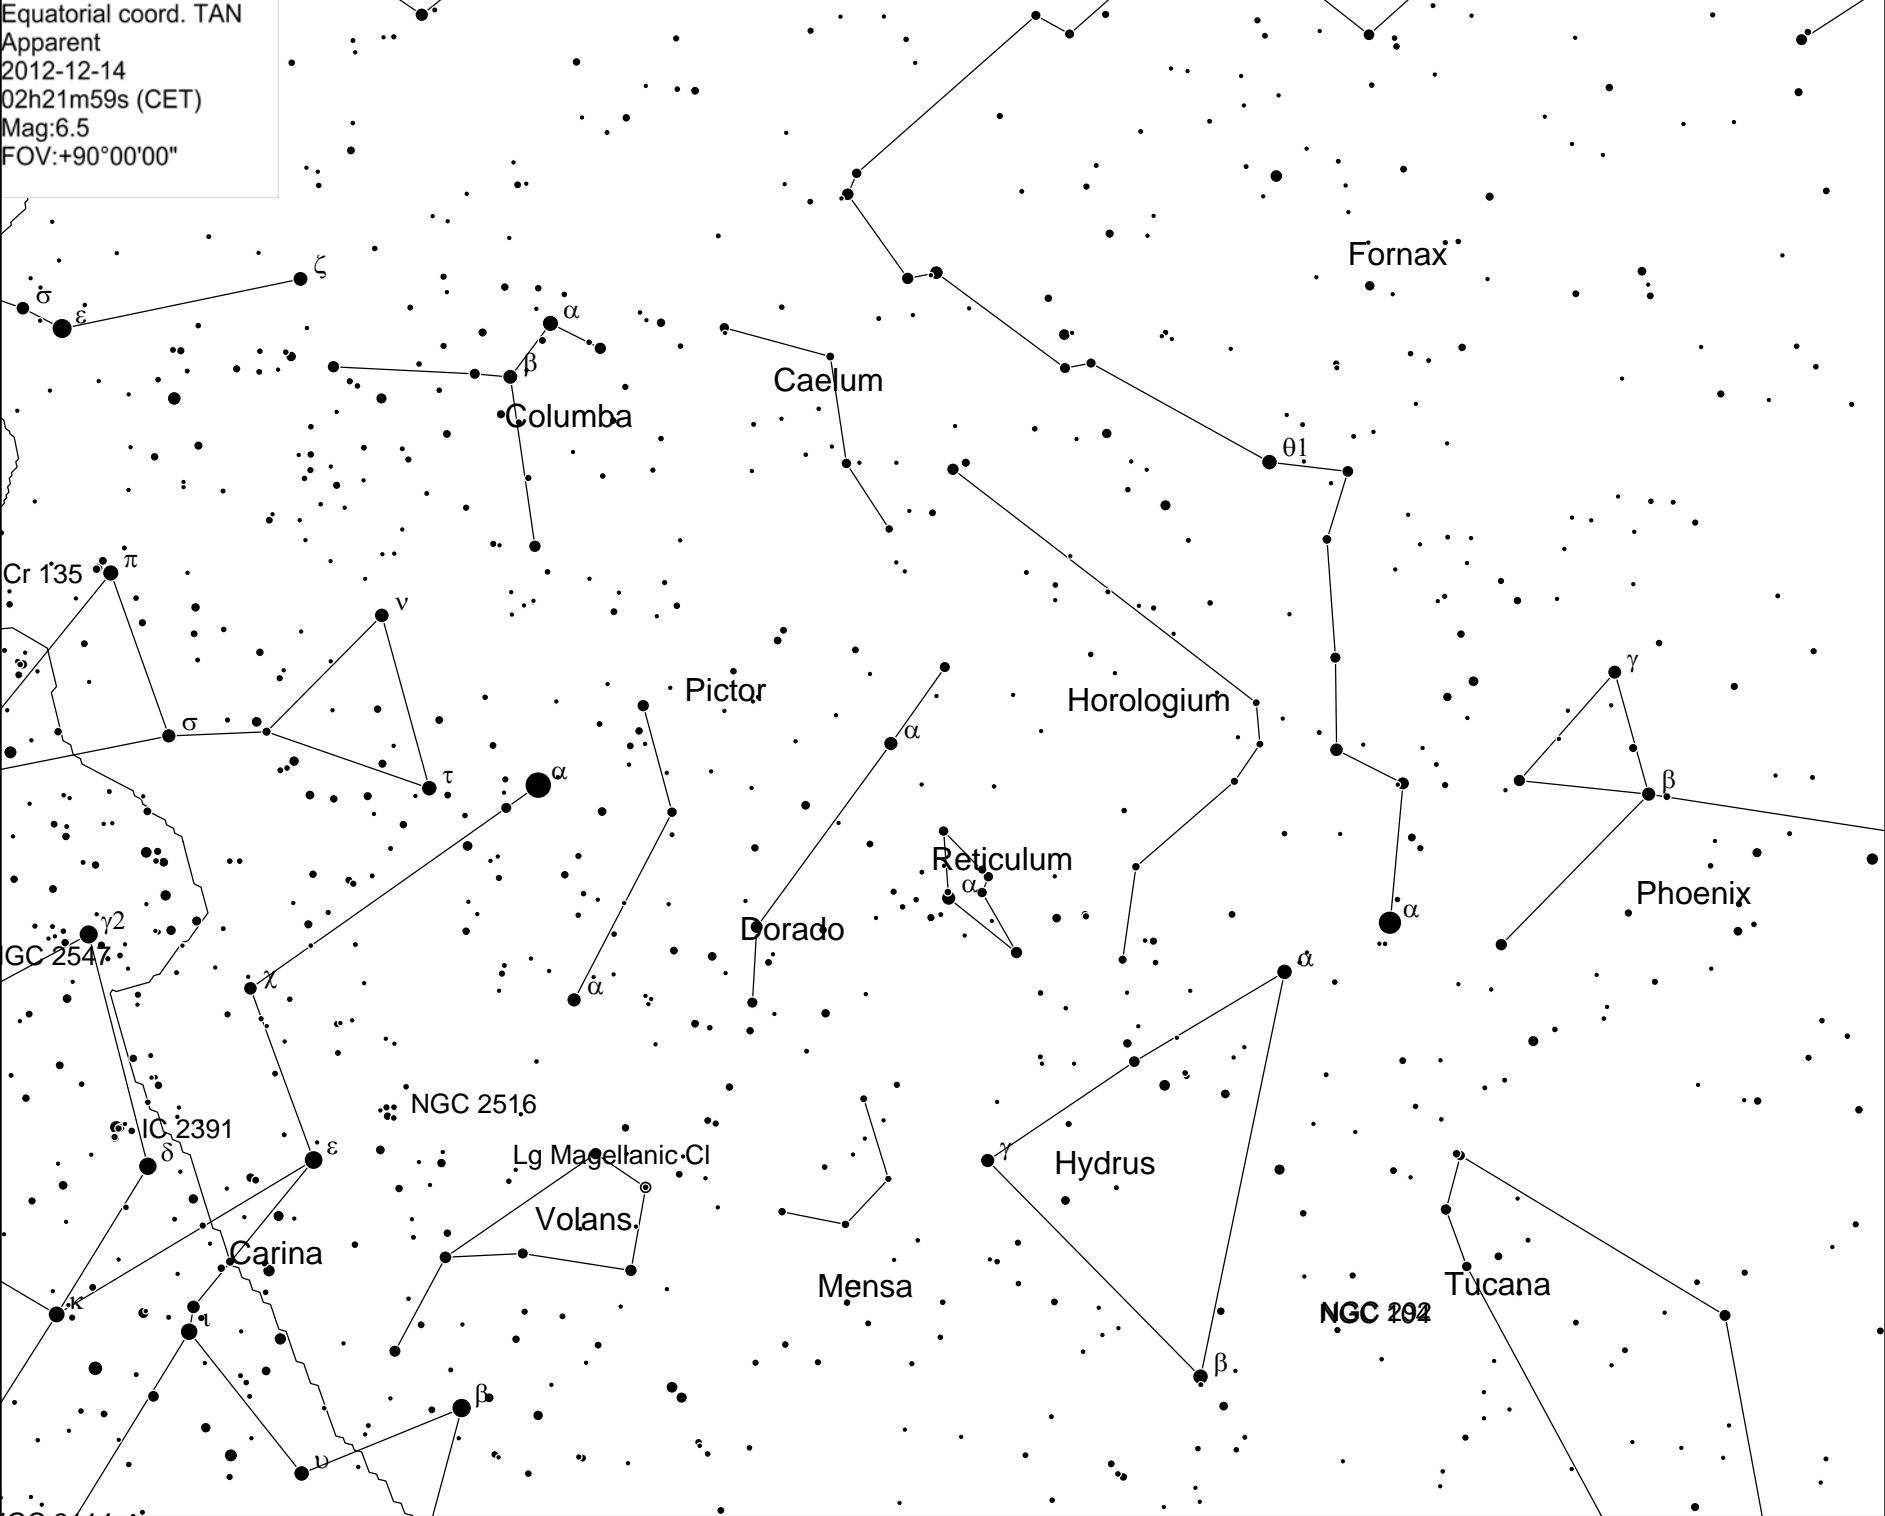 Equatorial coord. TAN
Apparent
2012-12-14
02h21m59s (CET)
Mag:6.5
FOV:+90°00'00"
Fornax
ζ
σ
ε
α
β
Caelum
Columba
θ1
π
Cr 135
ν
γ
Pictor
Horologium
σ
α
τ
α
β
Reticulum
α
Phoenix
γ2
Dorado
α
NGC 2547
α
χ
α
NGC 2516
IC 2391
δ
ε
Lg Magellanic Cl
γ
Hydrus
Volans
Carina
Mensa
Tucana
κ
ι
NGC 104
β
β
υ